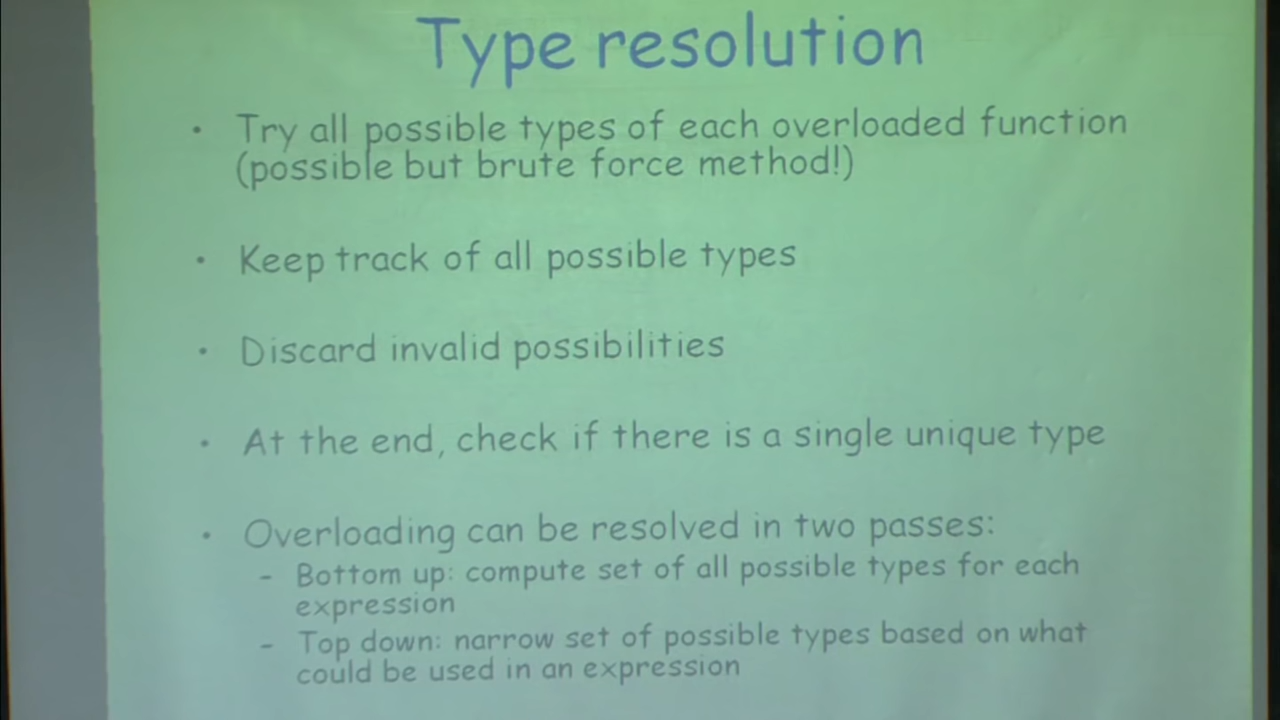 Type resolution
• Try all possible types of each overloaded function
(possible but brute force method!)
• Keep track of all possible types
• Discard invalid possibilities
• At the end, check if there is a single unique type
• Overloading can be resolved in two passes:
- Bottom up: compute set of all possible types for each
expression
- Top down: narrow set of possible types based on what
could be used in an expression